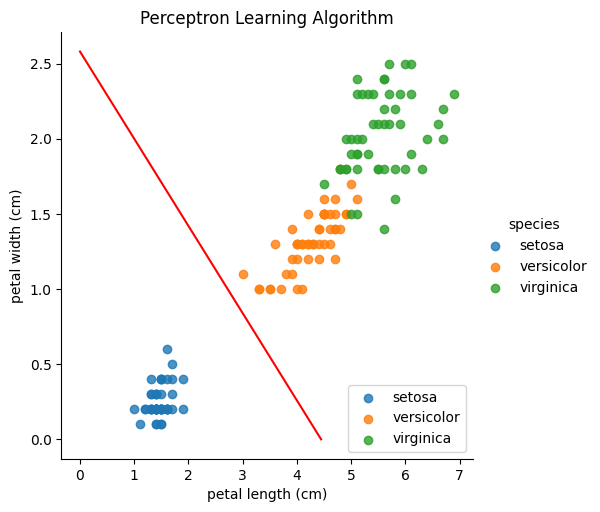 Perceptron Learning Algorithm
petal width (cm)
2.5
2.0
1.5
1.0
0.5
0.0
species
setosa
versicolor
virginica
setosa
versicolor
virginica
0 1 2 3 4 5 6 7
petal length (cm)